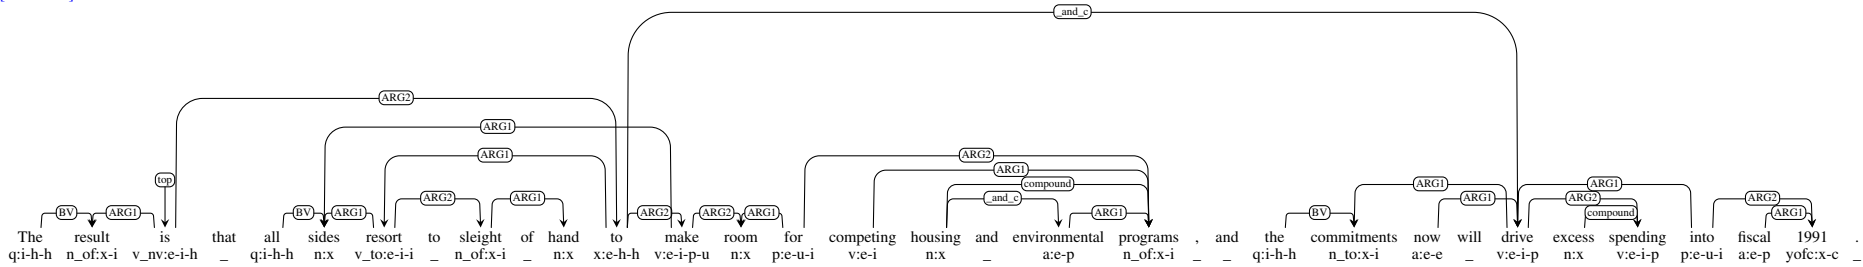 _and_c
ARG2
ARG1
ARG2
ARG1
ARG1
top
compound
ARG1
ARG1
ARG2
ARG1
_and_c
ARG1
ARG2
ARG2
BV
ARG1
BV
ARG1
ARG2
ARG2
ARG1
ARG1
BV
compound
ARG1
The result is that all sides resort to sleight of hand to make room for competing housing and environmental programs , and the commitments now will drive excess spending into fiscal 1991 .
q:i-h-h n_of:x-i v_nv:e-i-h _ q:i-h-h n:x v_to:e-i-i _ n_of:x-i _ n:x x:e-h-h v:e-i-p-u n:x p:e-u-i v:e-i n:x _ a:e-p n_of:x-i _ _ q:i-h-h n_to:x-i a:e-e _ v:e-i-p n:x v:e-i-p p:e-u-i a:e-p yofc:x-c _